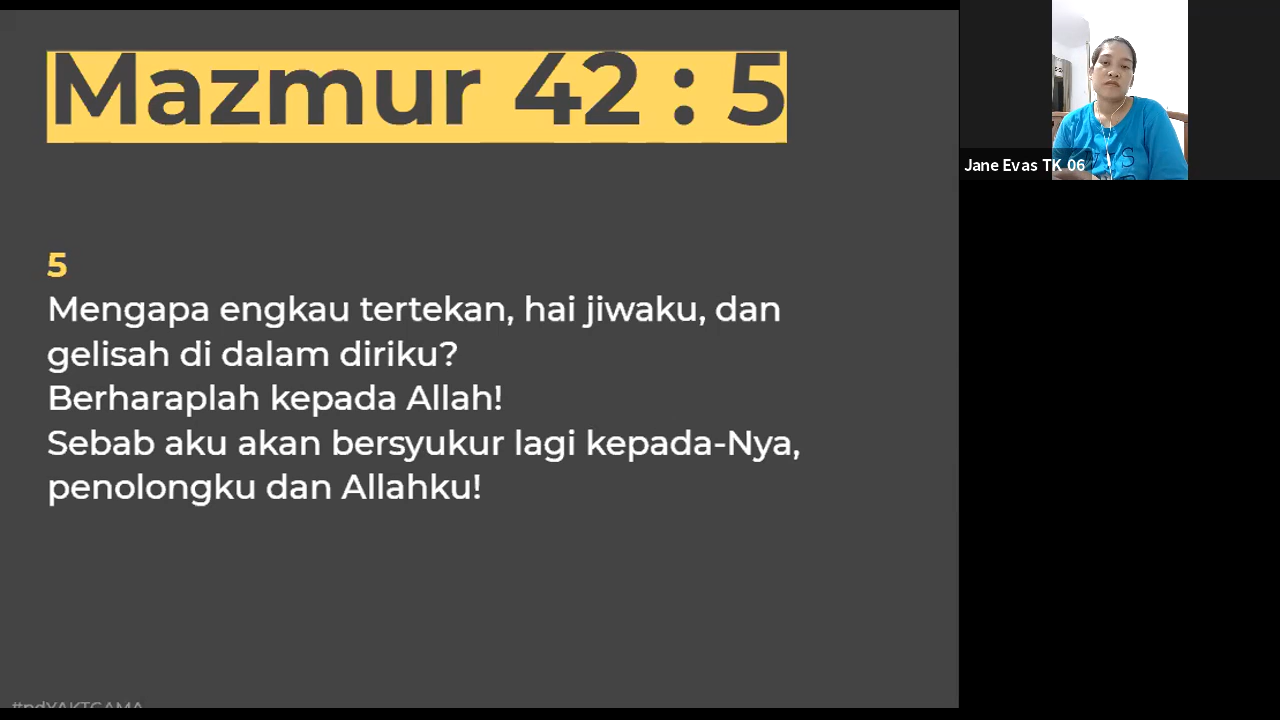 Mazmur 42 : 5
5
Mengapa engkau tertekan, hai jiwaku, dan
gelisah di dalam diriku?
Berharaplah kepada Allah!
Sebab aku akan bersyukur lagi kepada-Nya,
penolongku dan Allahku!
Jane Evas TK 06